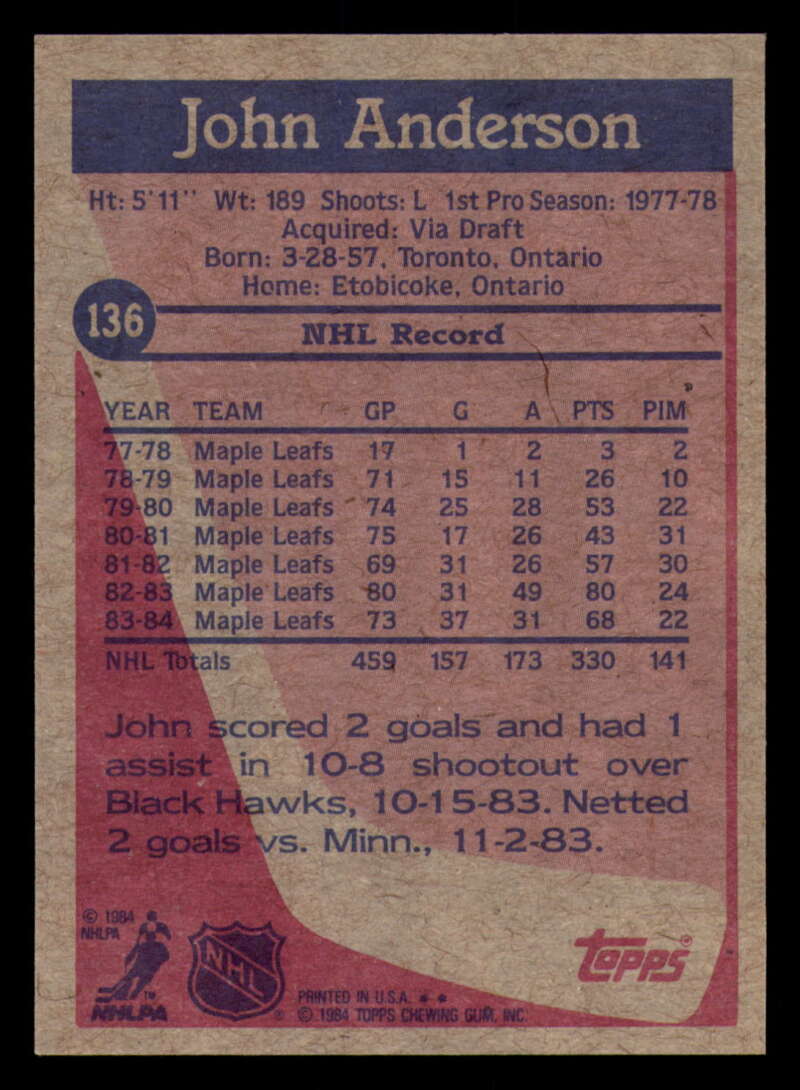 John Anderson
Ht: 5'11'' Wt: 189 Shoots: L 1st Pro Season: 1977-78
Acquired: Via Draft
Born: 3-28-57, Toronto, Ontario
Home: Etobicoke, Ontario
136
NHL Record
YEAR TEAM GP G A PTS PIM
77-78 Maple Leafs 17 1 2 3 2
78-79 Maple Leafs 71 15 11 26 10
79-80 Maple Leafs 74 25 28 53 22
80-81 Maple Leafs 75 17 26 43 31
81-82 Maple Leafs 69 31 26 57 30
82-83 Maple Leafs 80 31 49 80 24
83-84 Maple Leafs 73 37 31 68 22
NHL Totals 459 157 173 330 141
John scored 2 goals and had 1
assist in 10-8 shootout over
Black Hawks, 10-15-83. Netted
2 goals vs. Minn., 11-2-83.
© 1984
NHLPA
™
NHLPA
NHL
®
topps®
PRINTED IN U.S.A. * *
© 1984 TOPPS CHEWING GUM, INC.